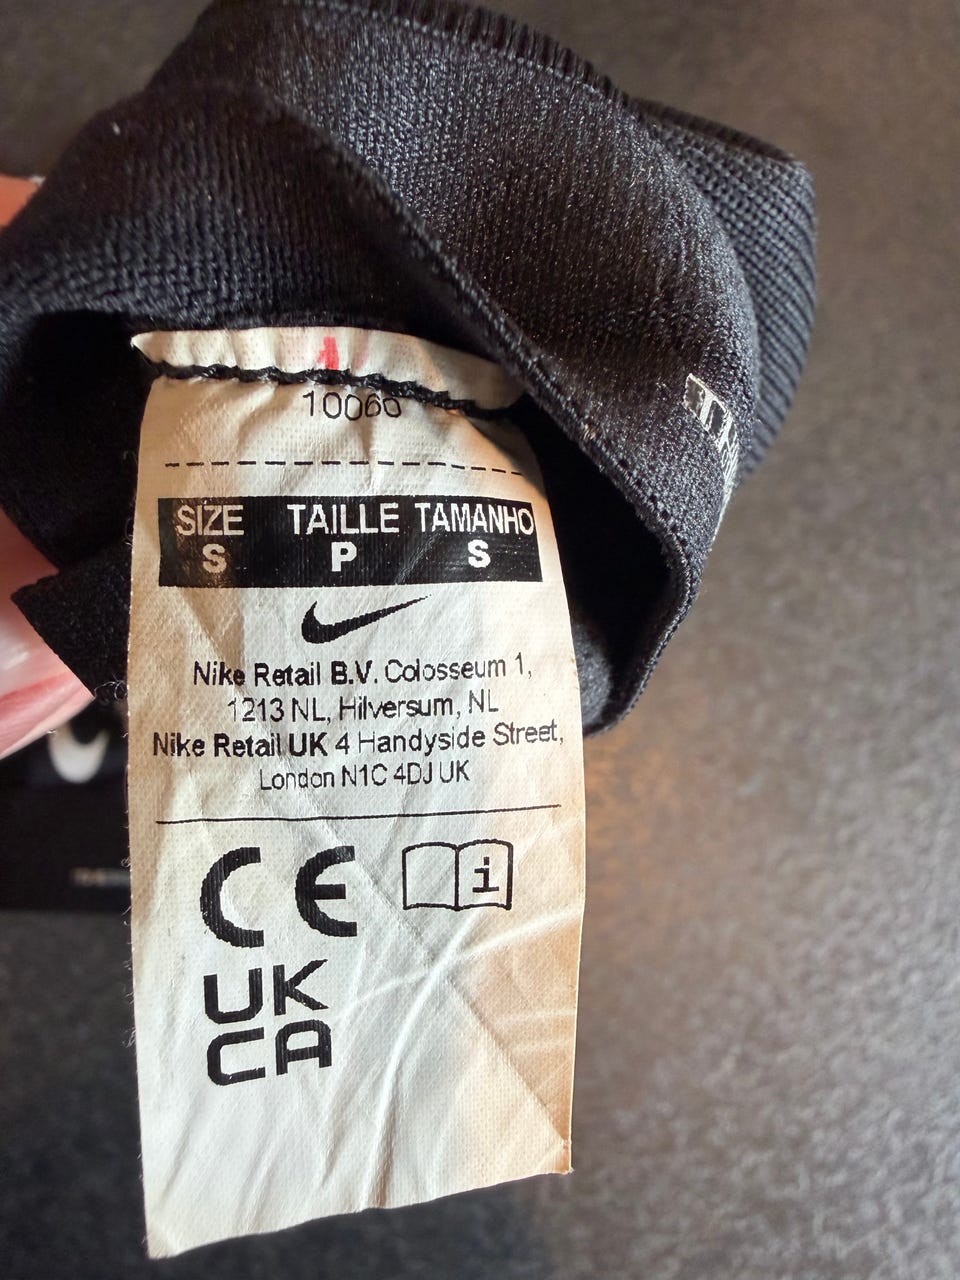 10060
SIZE TAILLE TAMANHO
S P S
Nike Retail B.V. Colosseum 1,
1213 NL, Hilversum, NL
Nike Retail UK 4 Handyside Street,
London N1C 4DJ UK
CE i
UK
CA